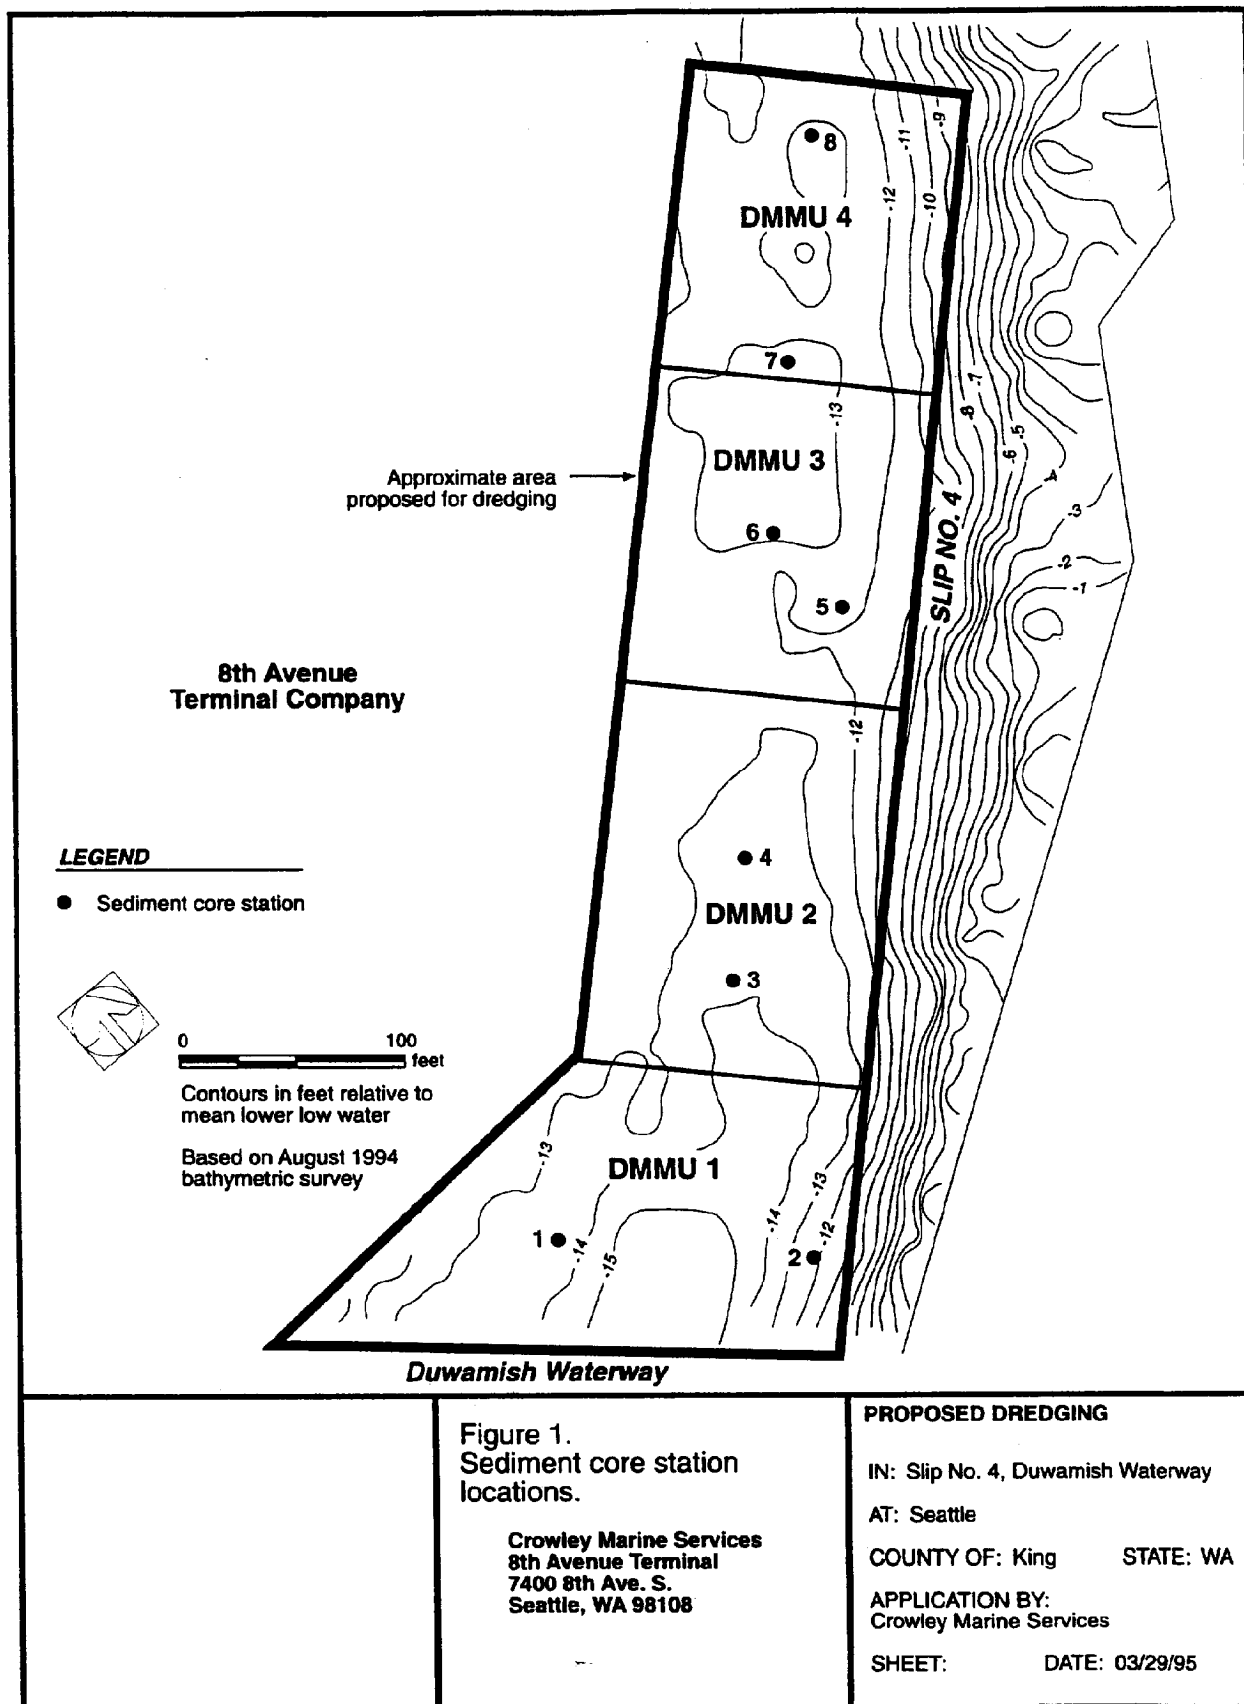 -9
-11
8
-12
-10
DMMU 4
7
-7
-13
-8
-5
DMMU 3
-6
Approximate area
proposed for dredging
-4
-3
SLIP NO. 4
6
-2
-1
5
8th Avenue
Terminal Company
-12
LEGEND
4
Sediment core station
DMMU 2
3
0 100
feet
Contours in feet relative to
mean lower low water
-13
Based on August 1994
bathymetric survey
DMMU 1
-13
-14
-12
1
-14
2
-15
Duwamish Waterway
Figure 1.
Sediment core station
locations.
Crowley Marine Services
8th Avenue Terminal
7400 8th Ave. S.
Seattle, WA 98108
PROPOSED DREDGING
IN: Slip No. 4, Duwamish Waterway
AT: Seattle
COUNTY OF: King STATE: WA
APPLICATION BY:
Crowley Marine Services
SHEET: DATE: 03/29/95